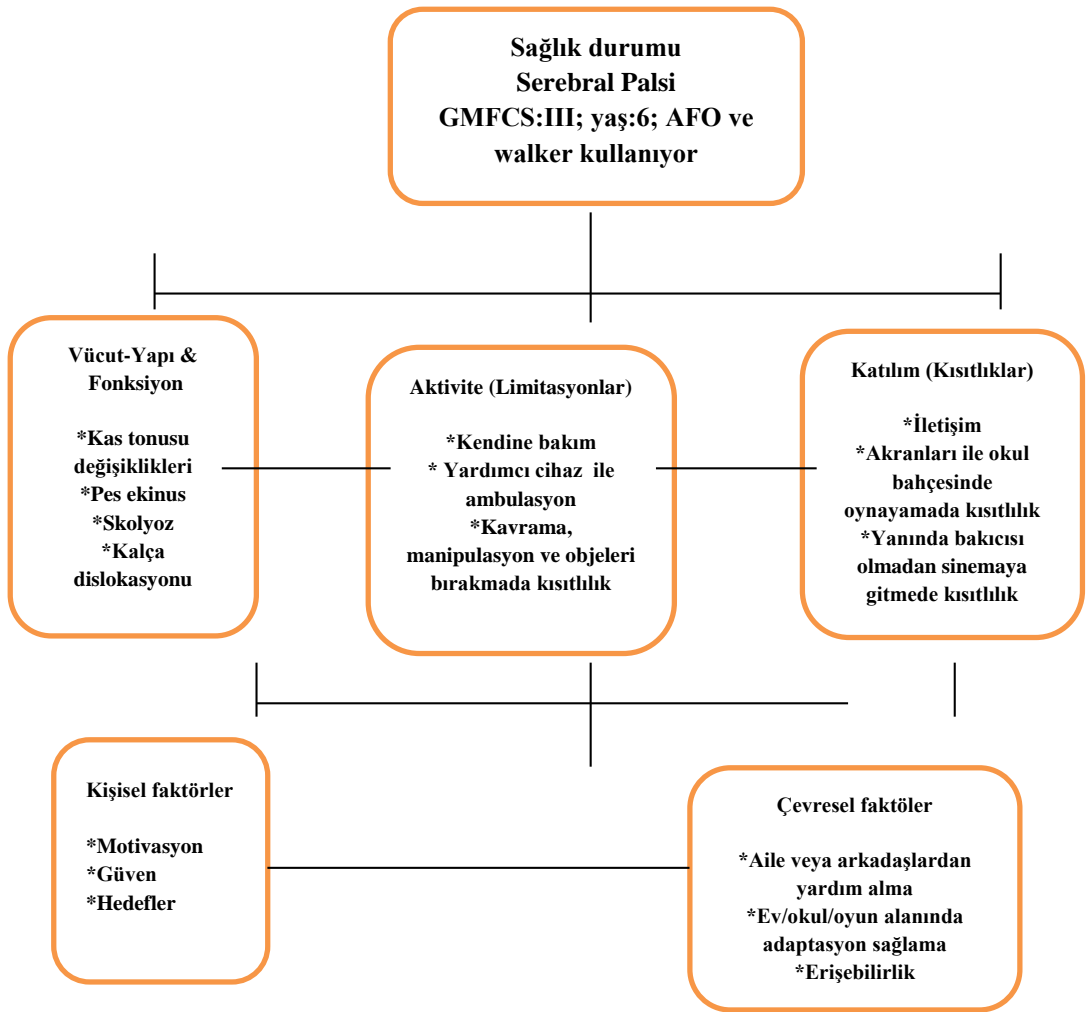 Sağlık durumu
Serebral Palsi
GMFCS:III; yaş:6; AFO ve
walker kullanıyor
Vücut-Yapı &
Fonksiyon
*Kas tonusu
değişiklikleri
*Pes ekinus
*Skolyoz
*Kalça
dislokasyonu
Aktivite (Limitasyonlar)
*Kendine bakım
* Yardımcı cihaz ile
ambulasyon
*Kavrama,
manipulasyon ve objeleri
bırakmada kısıtlılık
Katılım (Kısıtlıklar)
*İletişim
*Akranları ile okul
bahçesinde
oynayamada kısıtlılık
*Yanında bakıcısı
olmadan sinemaya
gitmede kısıtlılık
Kişisel faktörler
*Motivasyon
*Güven
*Hedefler
Çevresel faktöler
*Aile veya arkadaşlardan
yardım alma
*Ev/okul/oyun alanında
adaptasyon sağlama
*Erişebilirlik